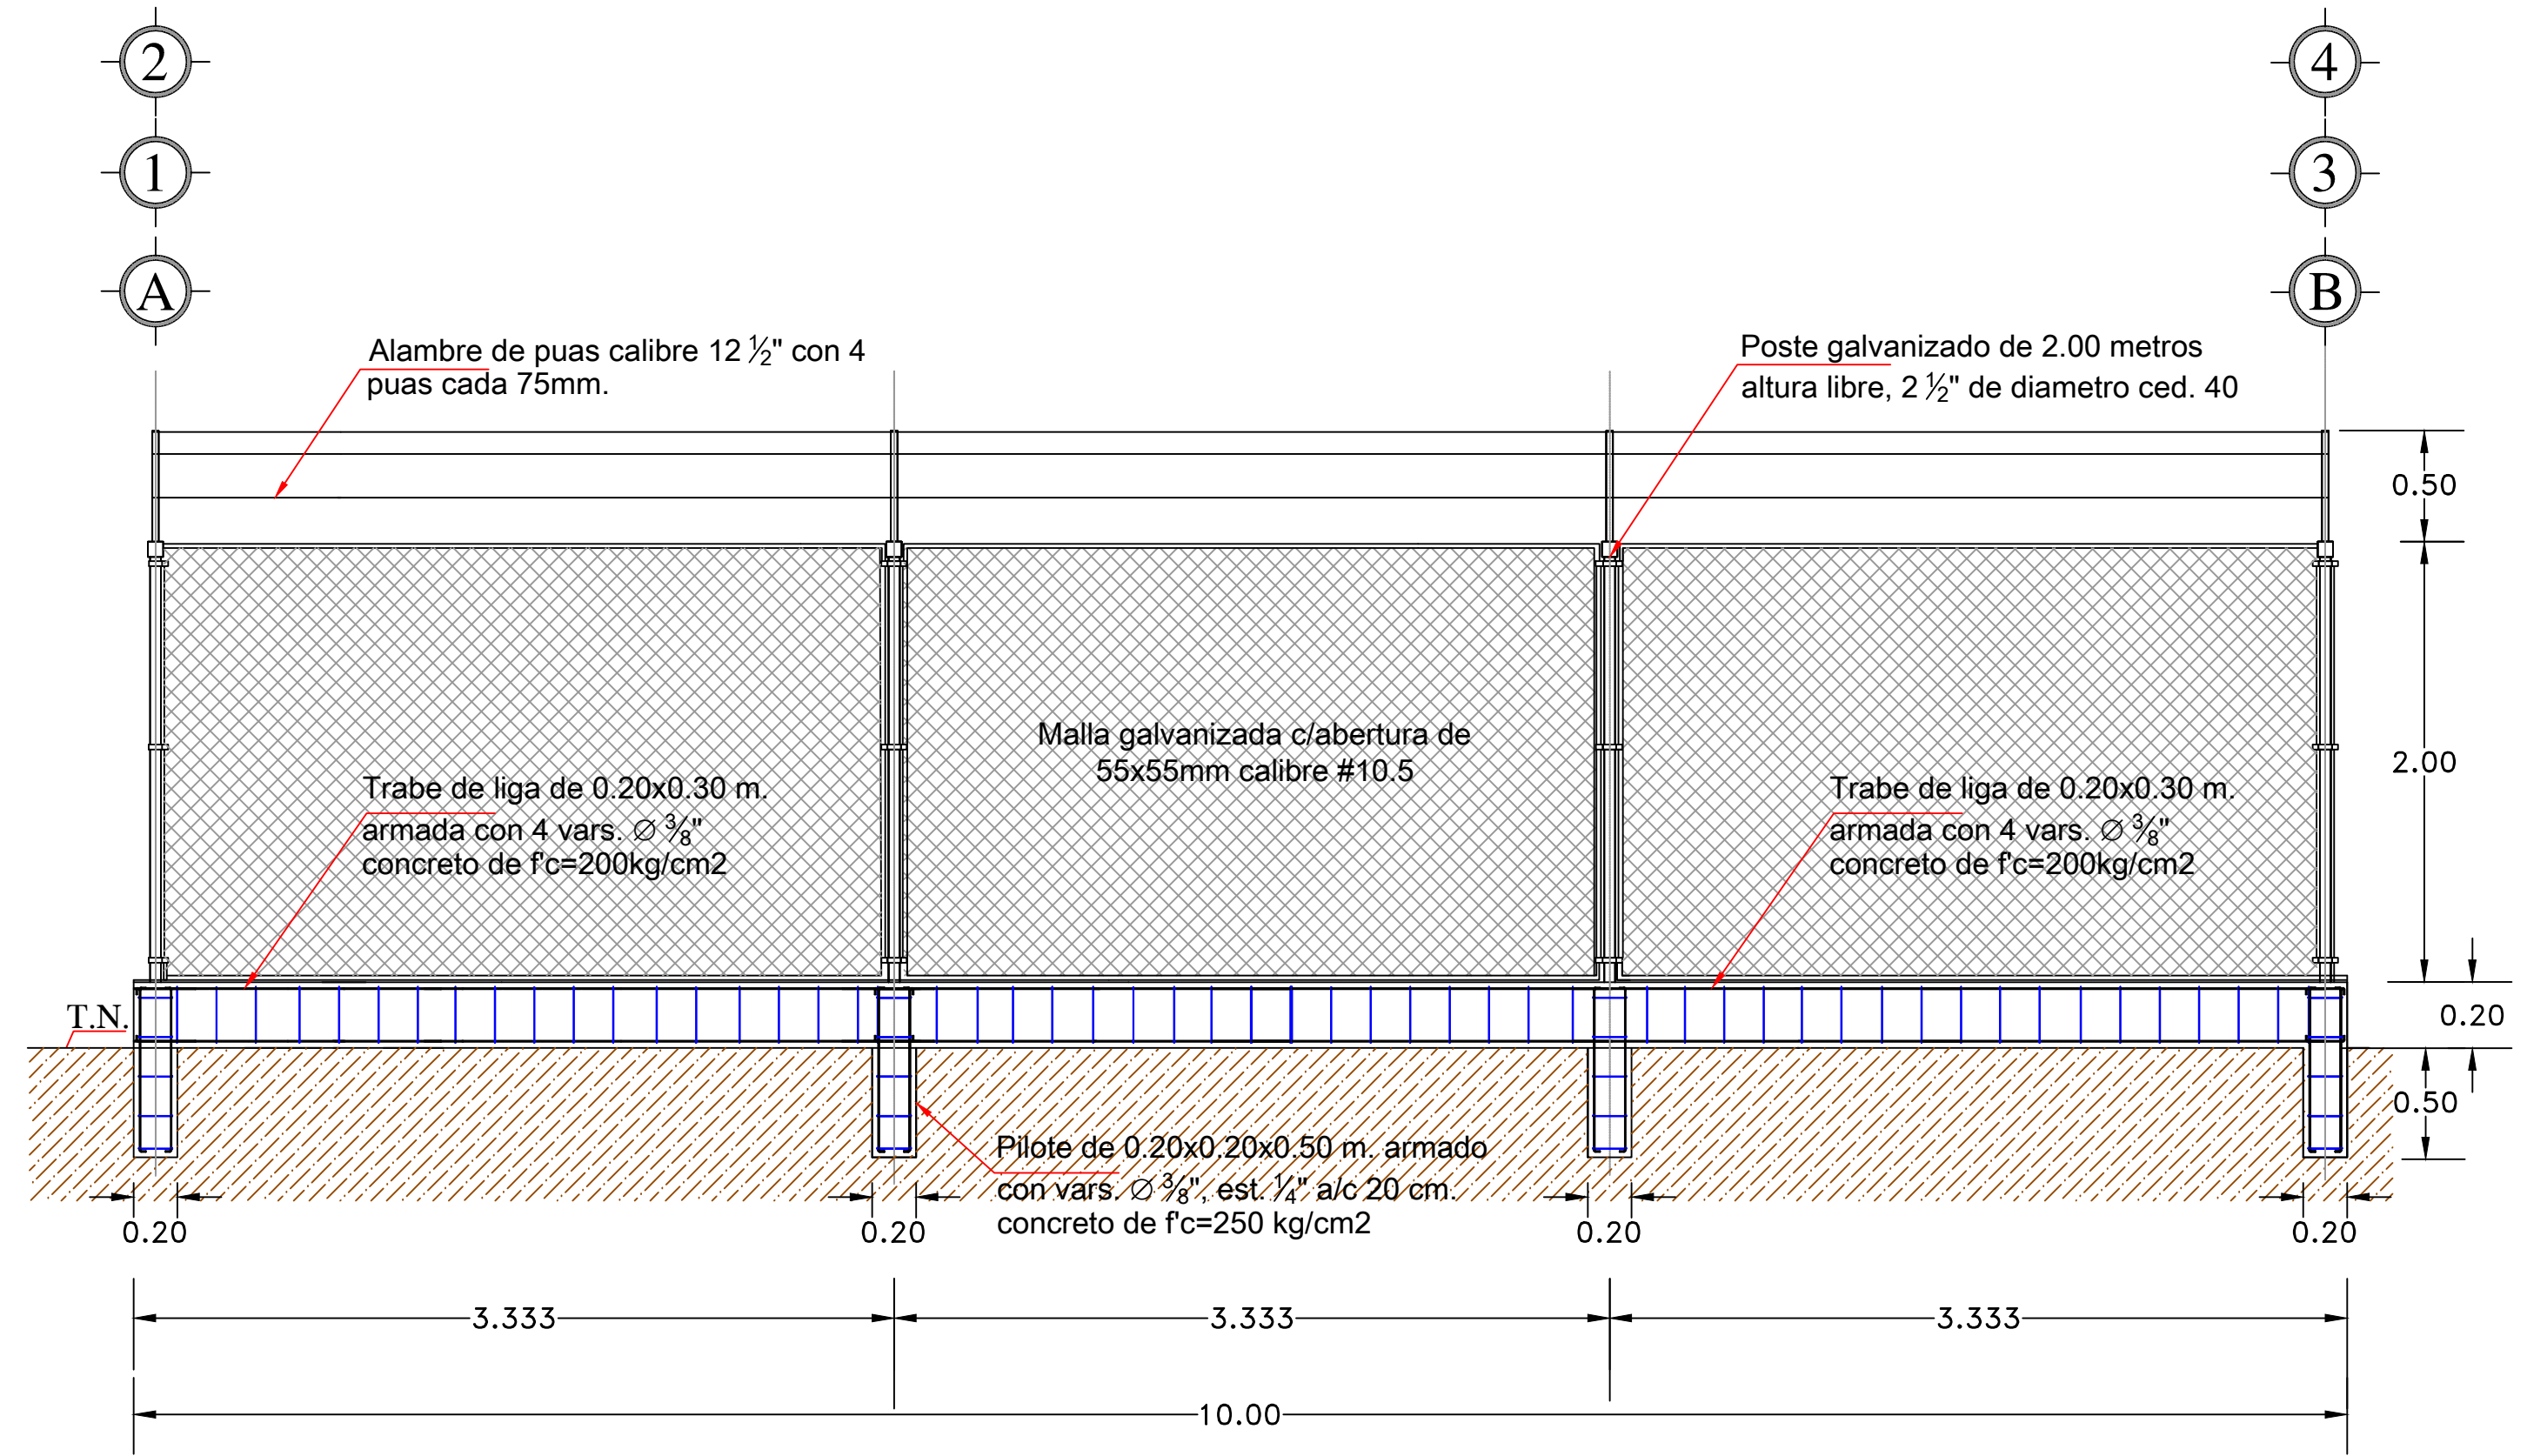 2
4
1
3
A
B
Alambre de puas calibre 12 ½" con 4
puas cada 75mm.
Poste galvanizado de 2.00 metros
altura libre, 2 ½" de diametro ced. 40
0.50
2.00
Malla galvanizada c/abertura de
55x55mm calibre #10.5
Trabe de liga de 0.20x0.30 m.
armada con 4 vars. ∅ ⅜"
concreto de f'c=200kg/cm2
Trabe de liga de 0.20x0.30 m.
armada con 4 vars. ∅ ⅜"
concreto de f'c=200kg/cm2
T.N.
0.20
0.50
Pilote de 0.20x0.20x0.50 m. armado
con vars. ∅ ⅜", est. ¼" a/c 20 cm.
concreto de f'c=250 kg/cm2
0.20
0.20
0.20
0.20
3.333
3.333
3.333
10.00